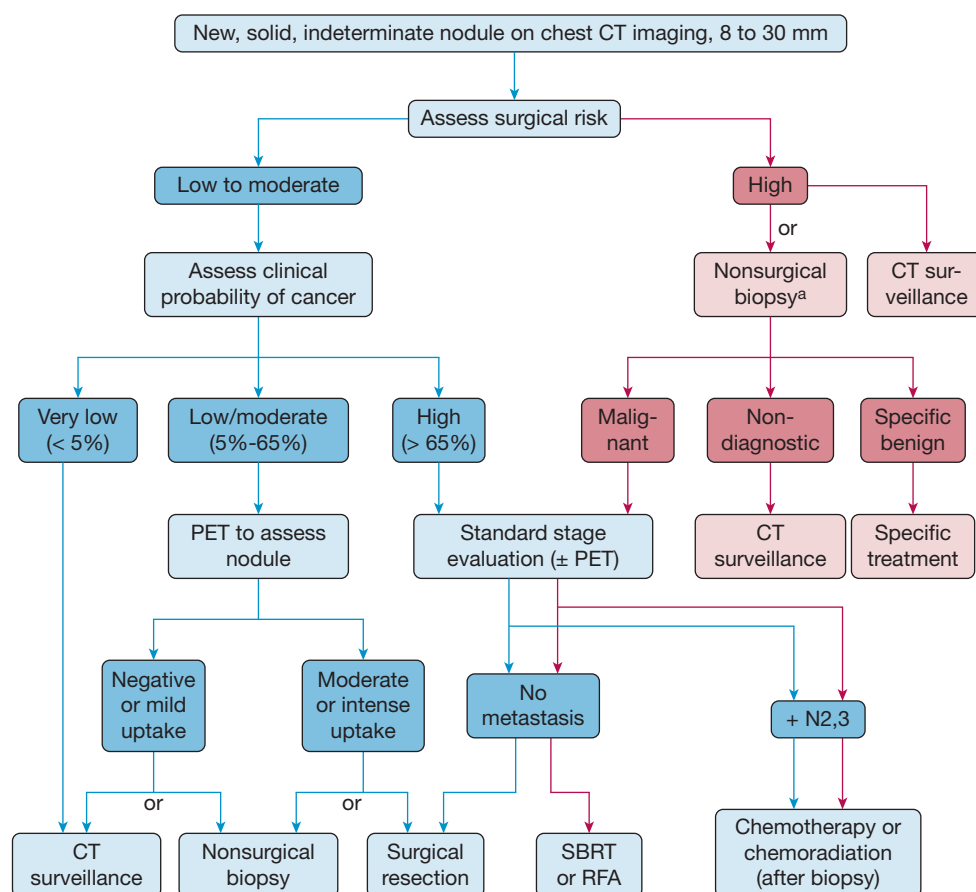 New, solid, indeterminate nodule on chest CT imaging, 8 to 30 mm
Assess surgical risk
Low to moderate
High
or
Assess clinical
probability of cancer
Nonsurgical
biopsyᵃ
CT sur-
veillance
Very low
(< 5%)
Low/moderate
(5%-65%)
High
(> 65%)
Malig-
nant
Non-
diagnostic
Specific
benign
PET to assess
nodule
Standard stage
evaluation (± PET)
CT
surveillance
Specific
treatment
Negative
or mild
uptake
Moderate
or intense
uptake
No
metastasis
+ N2,3
or
or
CT
surveillance
Nonsurgical
biopsy
Surgical
resection
SBRT
or RFA
Chemotherapy or
chemoradiation
(after biopsy)